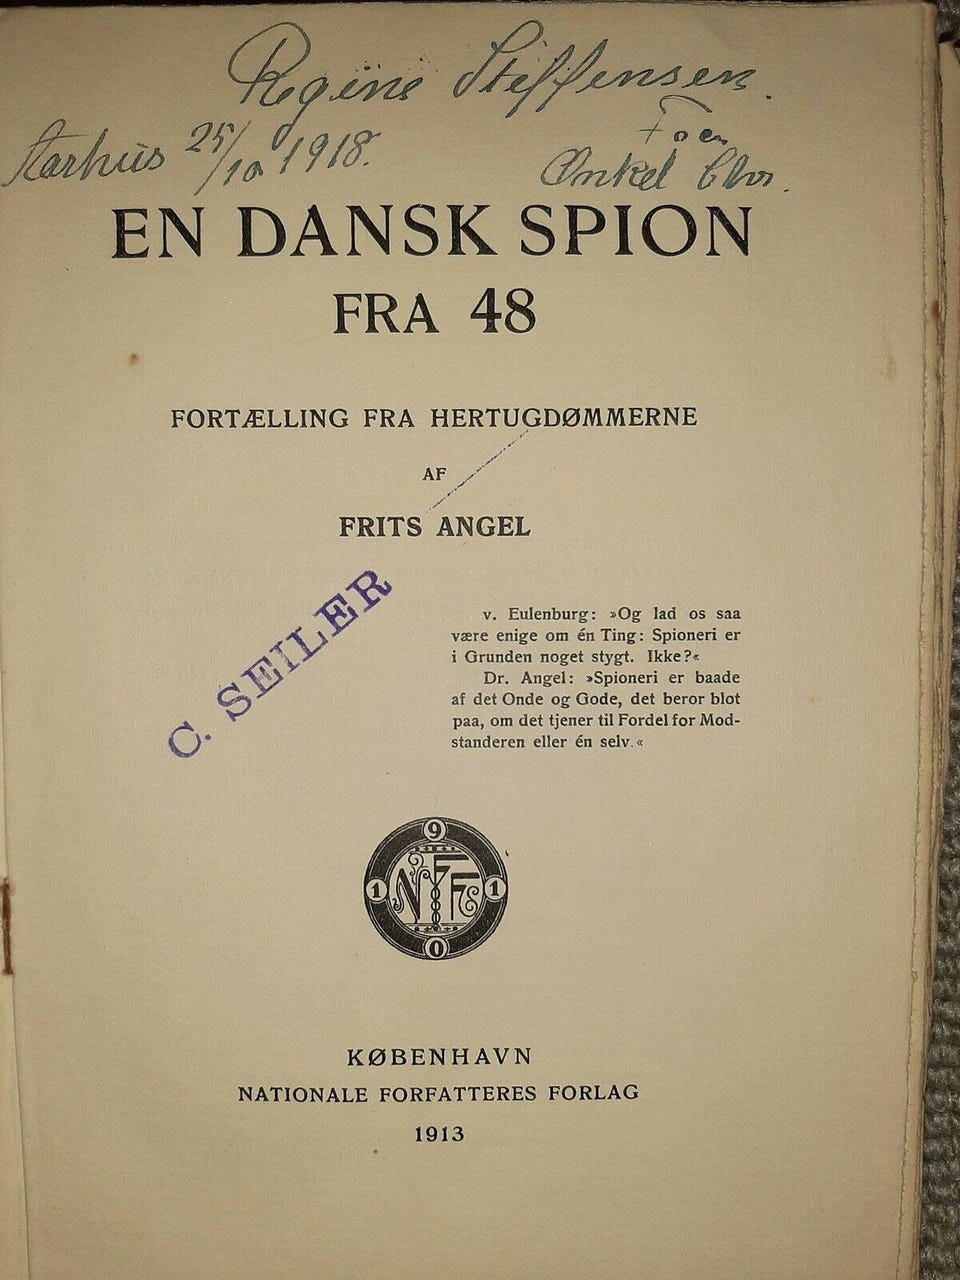 Regine Steffensen.
Aarhus 25/10 1918.
Onkel Chr.
EN DANSK SPION
FRA 48
FORTÆLLING FRA HERTUGDØMMERNE
AF
FRITS ANGEL
C. SEILER
v. Eulenburg: »Og lad os saa
være enige om én Ting: Spioneri er
i Grunden noget stygt. Ikke?«
Dr. Angel: »Spioneri er baade
af det Onde og Gode, det beror blot
paa, om det tjener til Fordel for Mod-
standeren eller én selv.«
9
1 NFF 1
0
KØBENHAVN
NATIONALE FORFATTERES FORLAG
1913